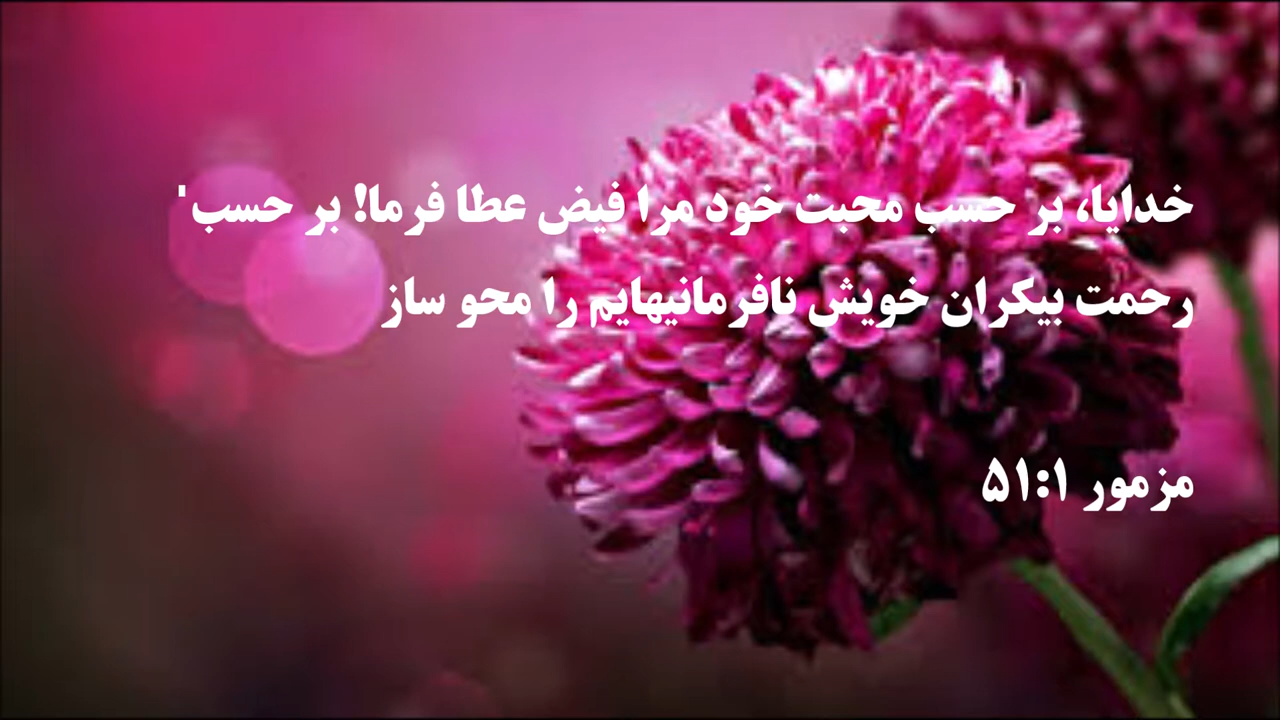 خدایا، بر حسب محبت خود مرا فیض عطا فرما! بر حسب'
رحمت بیکران خویش نافرمانیهایم را محو ساز
مزمور ۵۱:۱